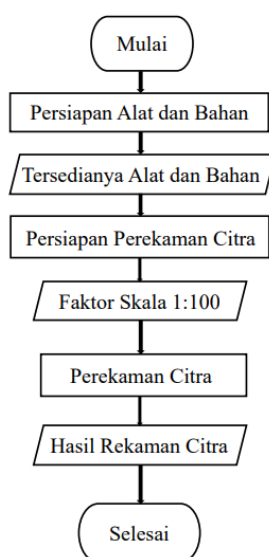 Mulai
Persiapan Alat dan Bahan
Tersedianya Alat dan Bahan
Persiapan Perekaman Citra
Faktor Skala 1:100
Perekaman Citra
Hasil Rekaman Citra
Selesai